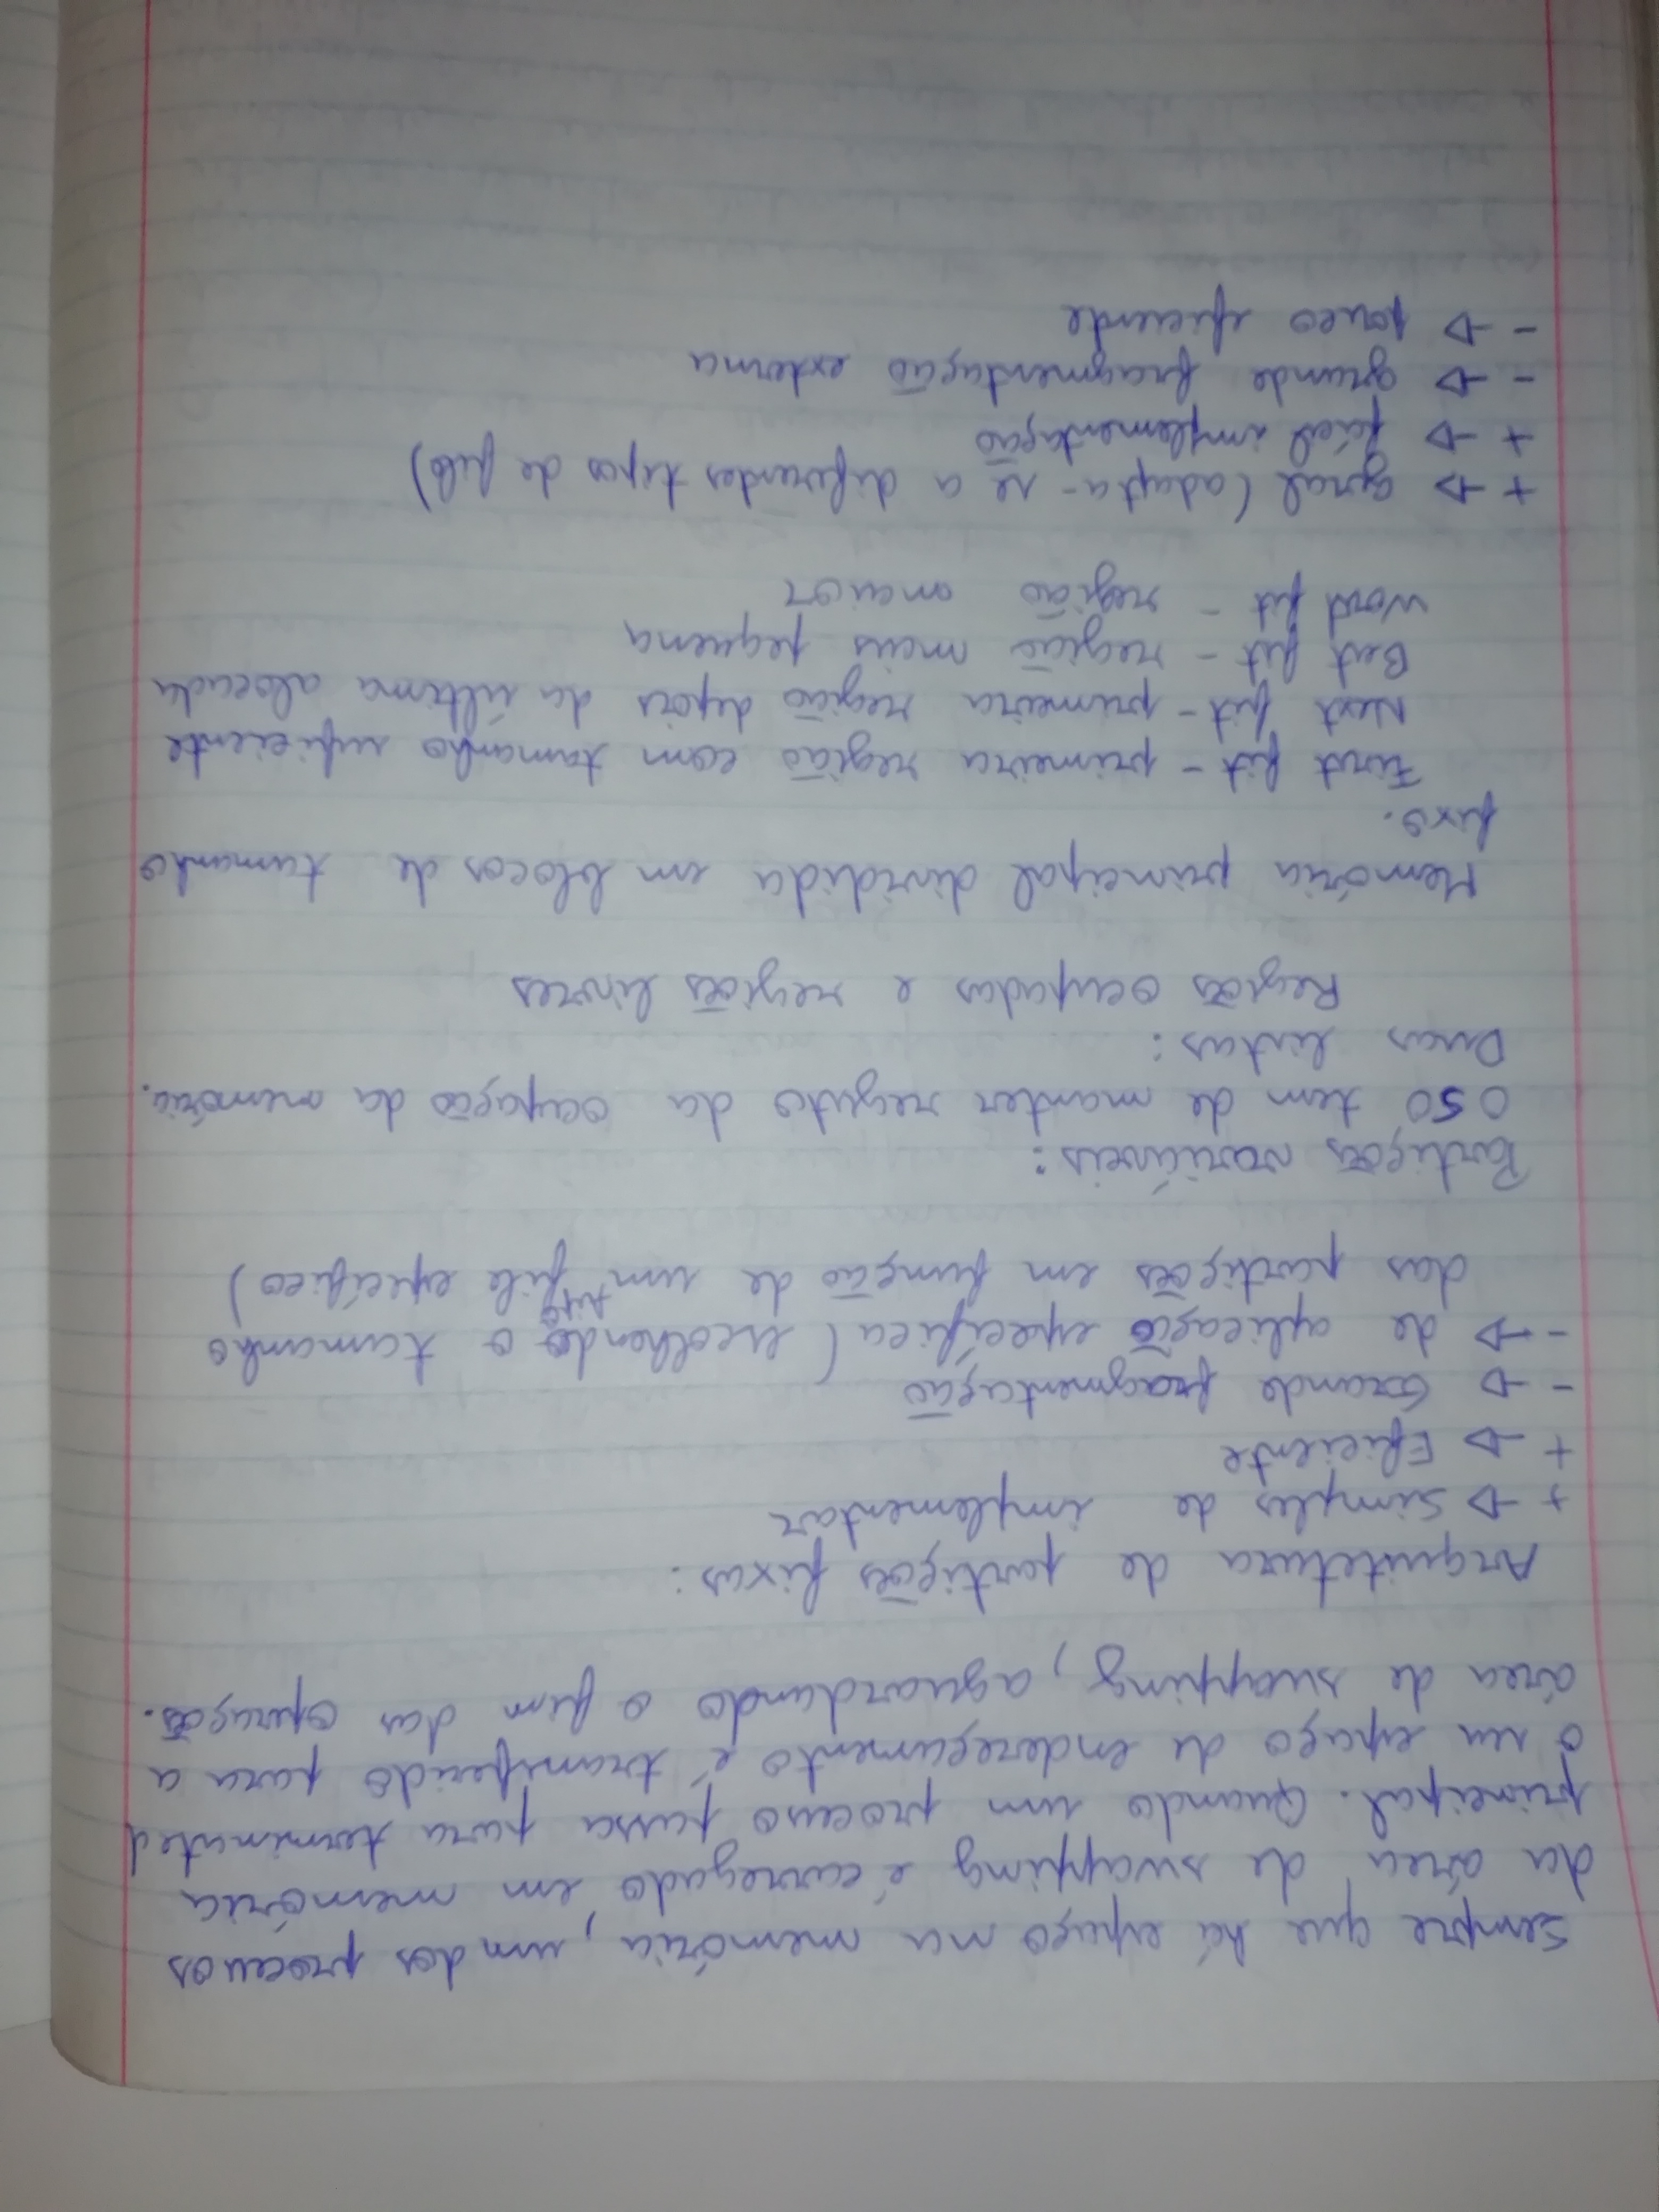 Sempre que há espaço na memória, um dos processos
da área de swapping é carregado em memória
principal. Quando um processo passa para terminated
o seu espaço de endereçamento é transferido para a
área de swapping, aguardando o fim das operações.
Arquitetura de partições fixas:
+ → Simples de implementar
+ → Eficiente
- → Grande fragmentação
- → de aplicação específica (escolhendo o tamanho
das partições em função de um tipo file específico)
Partições variáveis:
O SO tem de manter registo da ocupação da memória.
Duas listas:
Regiões ocupadas e regiões livres
Memória principal dividida em blocos de tamanho
fixo.
First fit - primeira região com tamanho suficiente
Next fit - primeira região depois da última alocada
Best fit - região mais pequena
Worst fit - região maior
+ → geral (adapta-se a diferentes tipos de file)
+ → fácil implementação
- → grande fragmentação externa
- → pouco eficiente